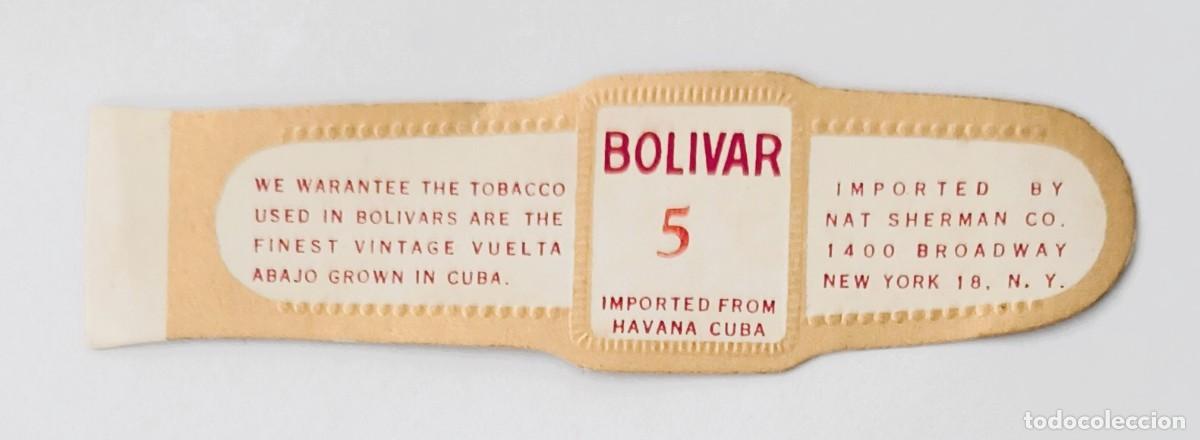 WE WARANTEE THE TOBACCO
USED IN BOLIVARS ARE THE
FINEST VINTAGE VUELTA
ABAJO GROWN IN CUBA.
BOLIVAR
5
IMPORTED FROM
HAVANA CUBA
IMPORTED BY
NAT SHERMAN CO.
1400 BROADWAY
NEW YORK 18, N. Y.
todocoleccion